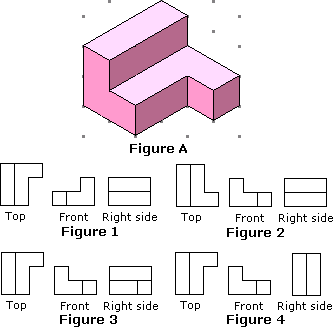 Figure A
Top Front Right side
Figure 1
Top Front Right side
Figure 2
Top Front Right side
Figure 3
Top Front Right side
Figure 4